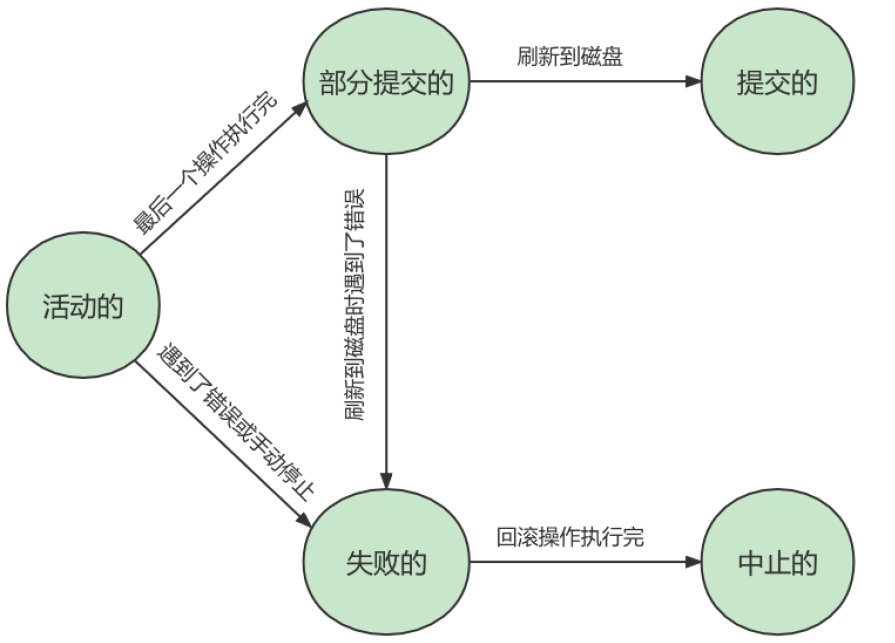 部分提交的
刷新到磁盘
提交的
最后一个操作执行完
刷新到磁盘时遇到了错误
活动的
遇到了错误或手动停止
失败的
回滚操作执行完
中止的